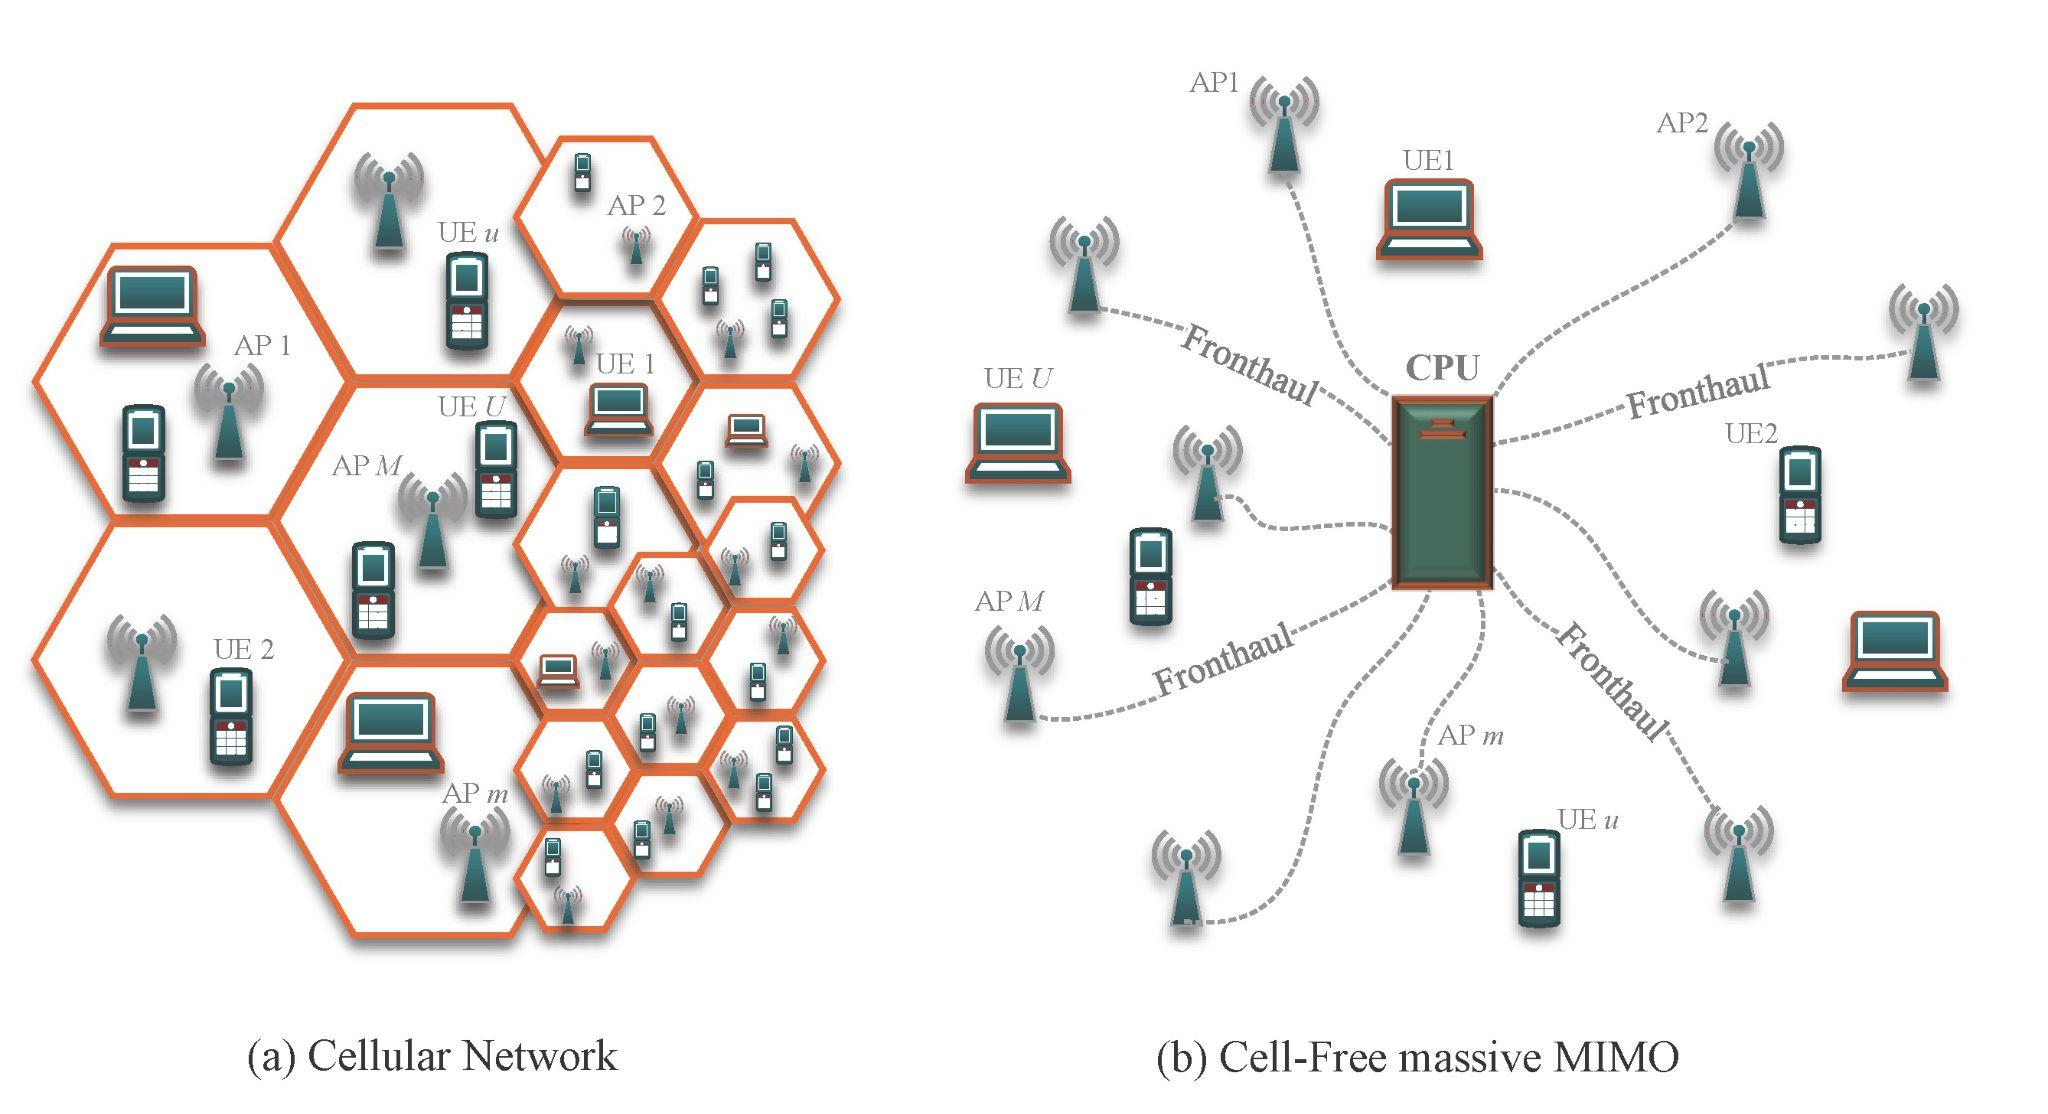 UE u
AP 2
AP 1
UE 1
UE U
AP M
UE 2
AP m
(a) Cellular Network
AP1
AP2
UE1
Fronthaul
CPU
UE U
Fronthaul
UE2
AP M
Fronthaul
Fronthaul
AP m
UE u
(b) Cell-Free massive MIMO